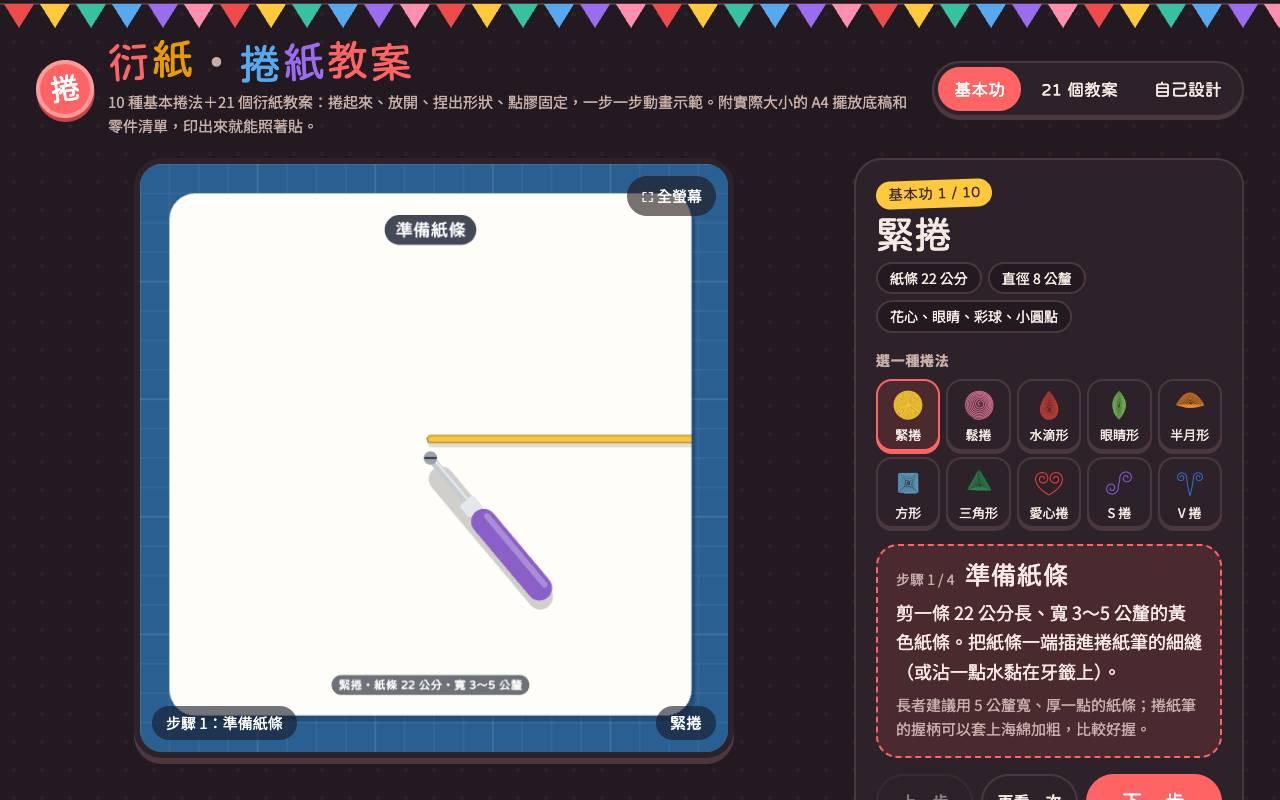 捲
衍紙・捲紙教案
10 種基本捲法＋21 個衍紙教案：捲起來、放開、捏出形狀、點膠固定，一步一步動畫示範。附實際大小的 A4 擺放底稿和
零件清單，印出來就能照著貼。
基本功
21 個教案
自己設計
全螢幕
準備紙條
緊捲・紙條 22 公分・寬 3～5 公釐
步驟 1：準備紙條
緊捲
基本功 1 / 10
緊捲
紙條 22 公分
直徑 8 公釐
花心、眼睛、彩球、小圓點
選一種捲法
緊捲
鬆捲
水滴形
眼睛形
半月形
方形
三角形
愛心捲
S 捲
V 捲
步驟 1 / 4 準備紙條
剪一條 22 公分長、寬 3～5 公釐的黃
色紙條。把紙條一端插進捲紙筆的細縫
（或沾一點水黏在牙籤上）。
長者建議用 5 公釐寬、厚一點的紙條；捲紙筆
的握柄可以套上海綿加粗，比較好握。